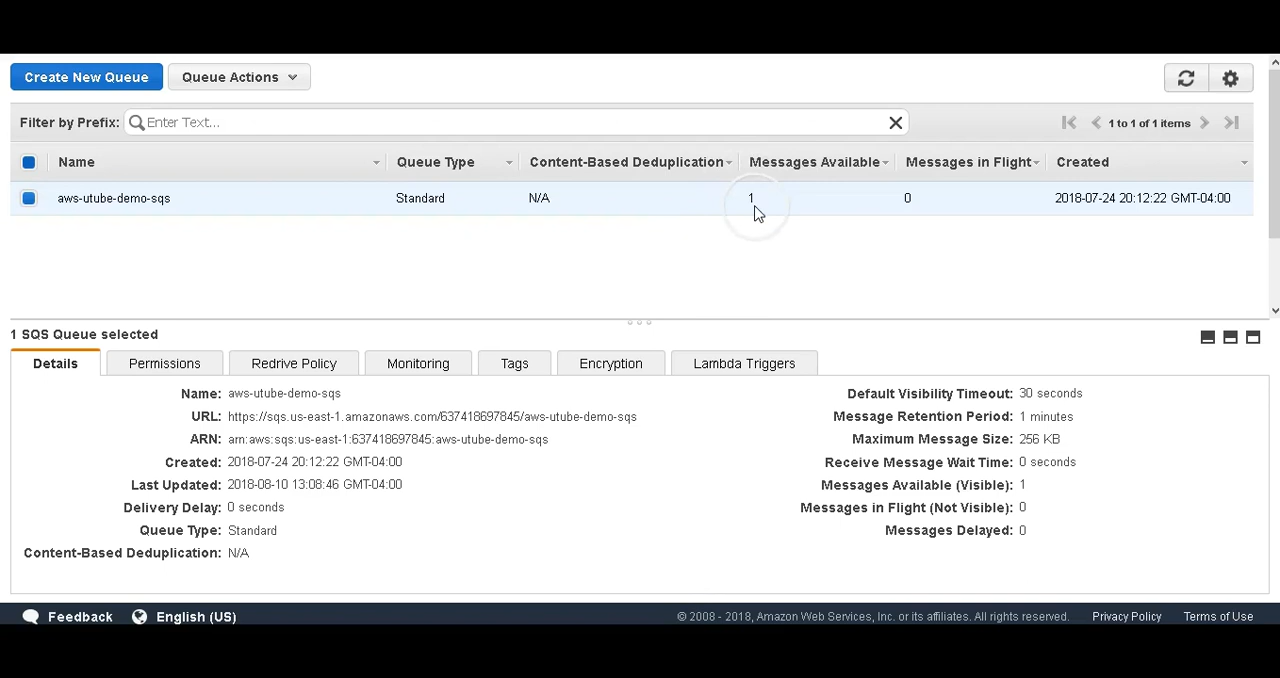 Create New Queue Queue Actions
Filter by Prefix: Enter Text... 1 to 1 of 1 items
Name Queue Type Content-Based Deduplication Messages Available Messages in Flight Created
aws-utube-demo-sqs Standard N/A 1 0 2018-07-24 20:12:22 GMT-04:00
1 SQS Queue selected
Details Permissions Redrive Policy Monitoring Tags Encryption Lambda Triggers
Name: aws-utube-demo-sqs Default Visibility Timeout: 30 seconds
URL: https://sqs.us-east-1.amazonaws.com/637418697845/aws-utube-demo-sqs Message Retention Period: 1 minutes
ARN: arn:aws:sqs:us-east-1:637418697845:aws-utube-demo-sqs Maximum Message Size: 256 KB
Created: 2018-07-24 20:12:22 GMT-04:00 Receive Message Wait Time: 0 seconds
Last Updated: 2018-08-10 13:08:46 GMT-04:00 Messages Available (Visible): 1
Delivery Delay: 0 seconds Messages in Flight (Not Visible): 0
Queue Type: Standard Messages Delayed: 0
Content-Based Deduplication: N/A
Feedback English (US) © 2008 - 2018, Amazon Web Services, Inc. or its affiliates. All rights reserved. Privacy Policy Terms of Use